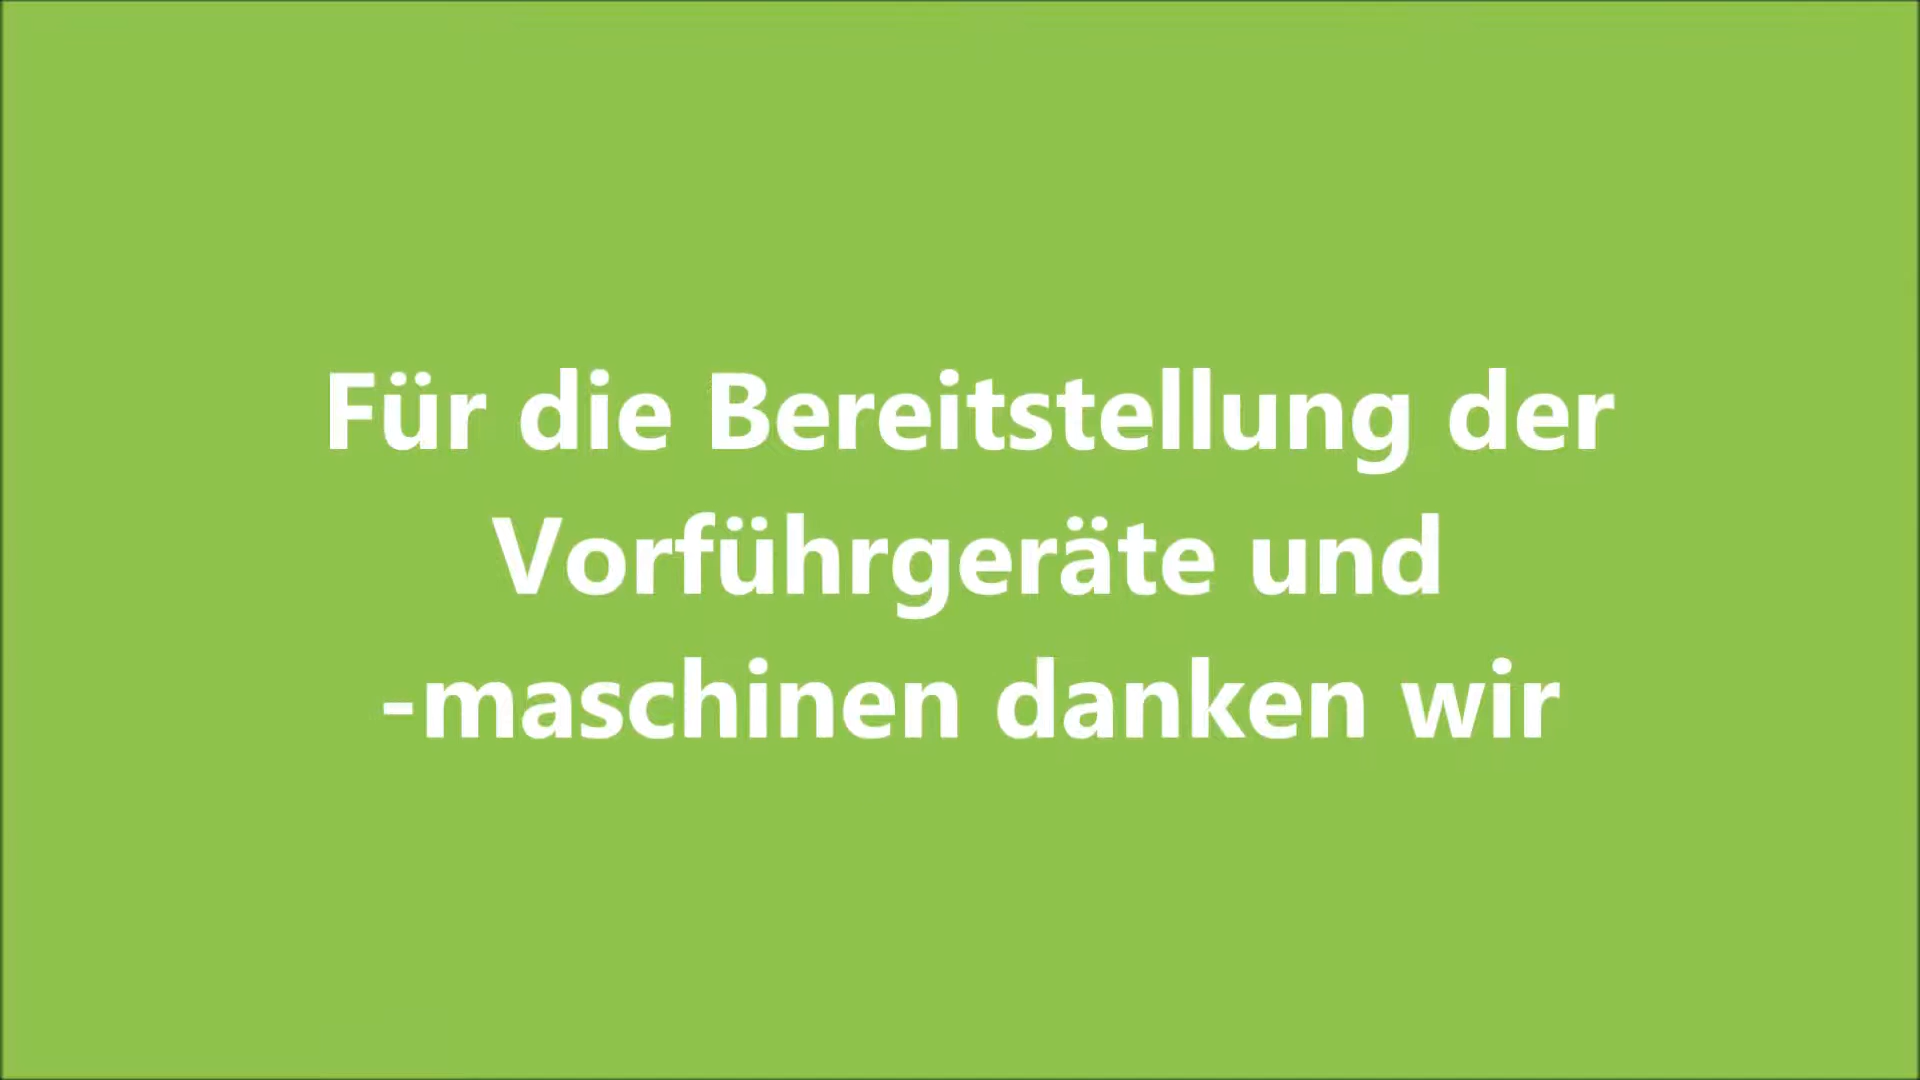 Für die Bereitstellung der
Vorführgeräte und
-maschinen danken wir